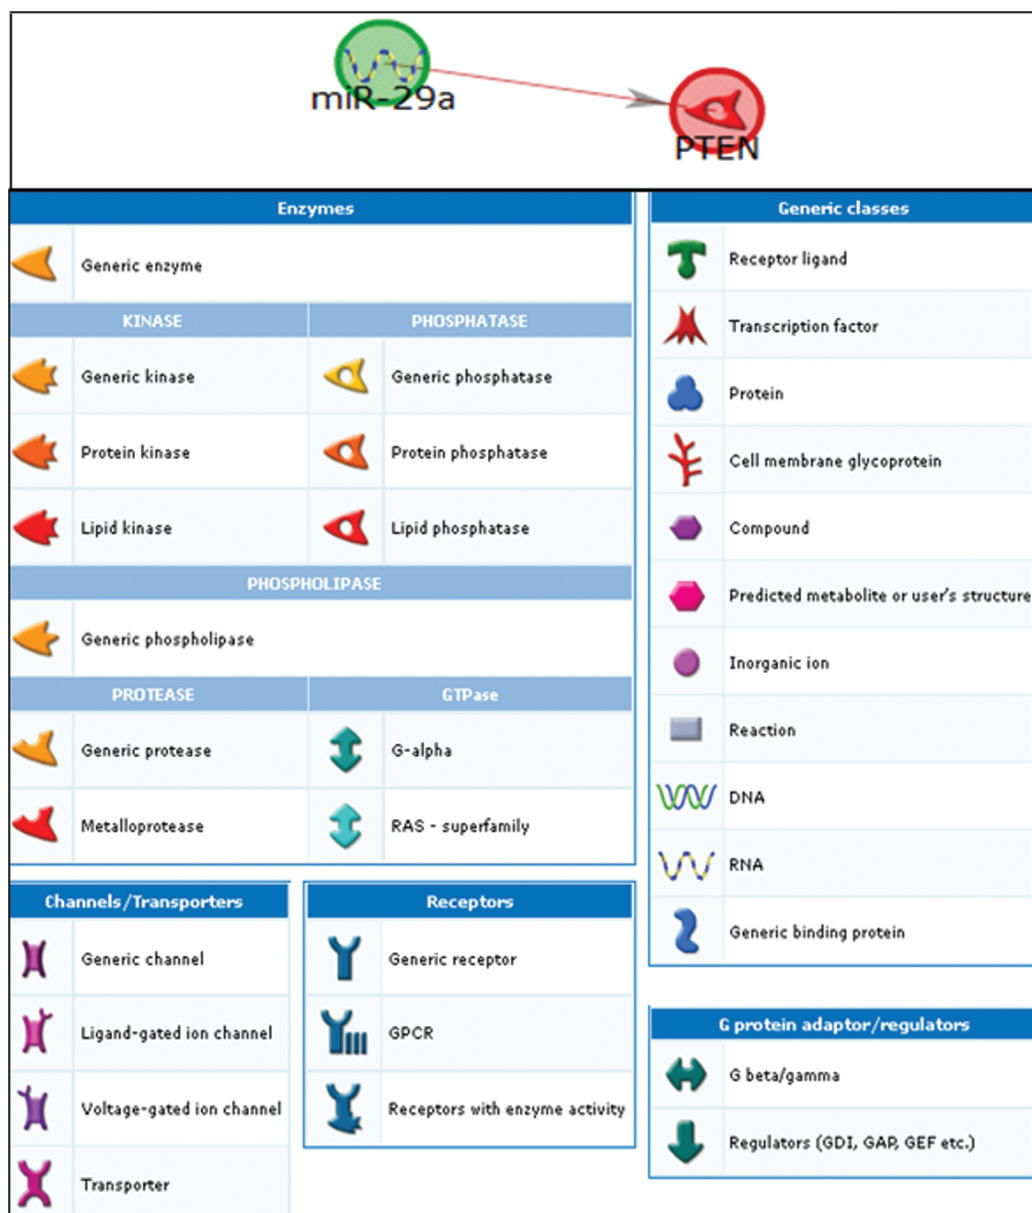 miR-29a
PTEN
Enzymes
Generic enzyme
KINASE
PHOSPHATASE
Generic kinase
Generic phosphatase
Protein kinase
Protein phosphatase
Lipid kinase
Lipid phosphatase
PHOSPHOLIPASE
Generic phospholipase
PROTEASE
GTPase
Generic protease
G-alpha
Metalloprotease
RAS - superfamily
Generic classes
Receptor ligand
Transcription factor
Protein
Cell membrane glycoprotein
Compound
Predicted metabolite or user's structure
Inorganic ion
Reaction
DNA
RNA
Generic binding protein
Channels/Transporters
Generic channel
Ligand-gated ion channel
Voltage-gated ion channel
Transporter
Receptors
Generic receptor
GPCR
Receptors with enzyme activity
G protein adaptor/regulators
G beta/gamma
Regulators (GDI, GAP, GEF etc.)